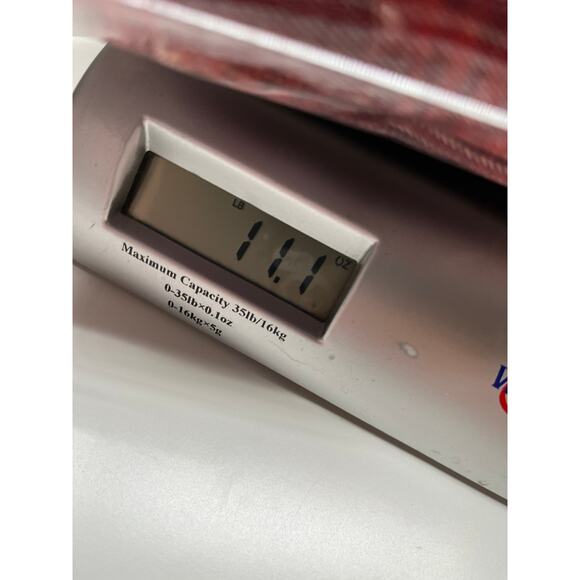 LB
11.1 OZ
Maximum Capacity 35lb/16kg
0-35lb×0.1oz
0-16kg×5g